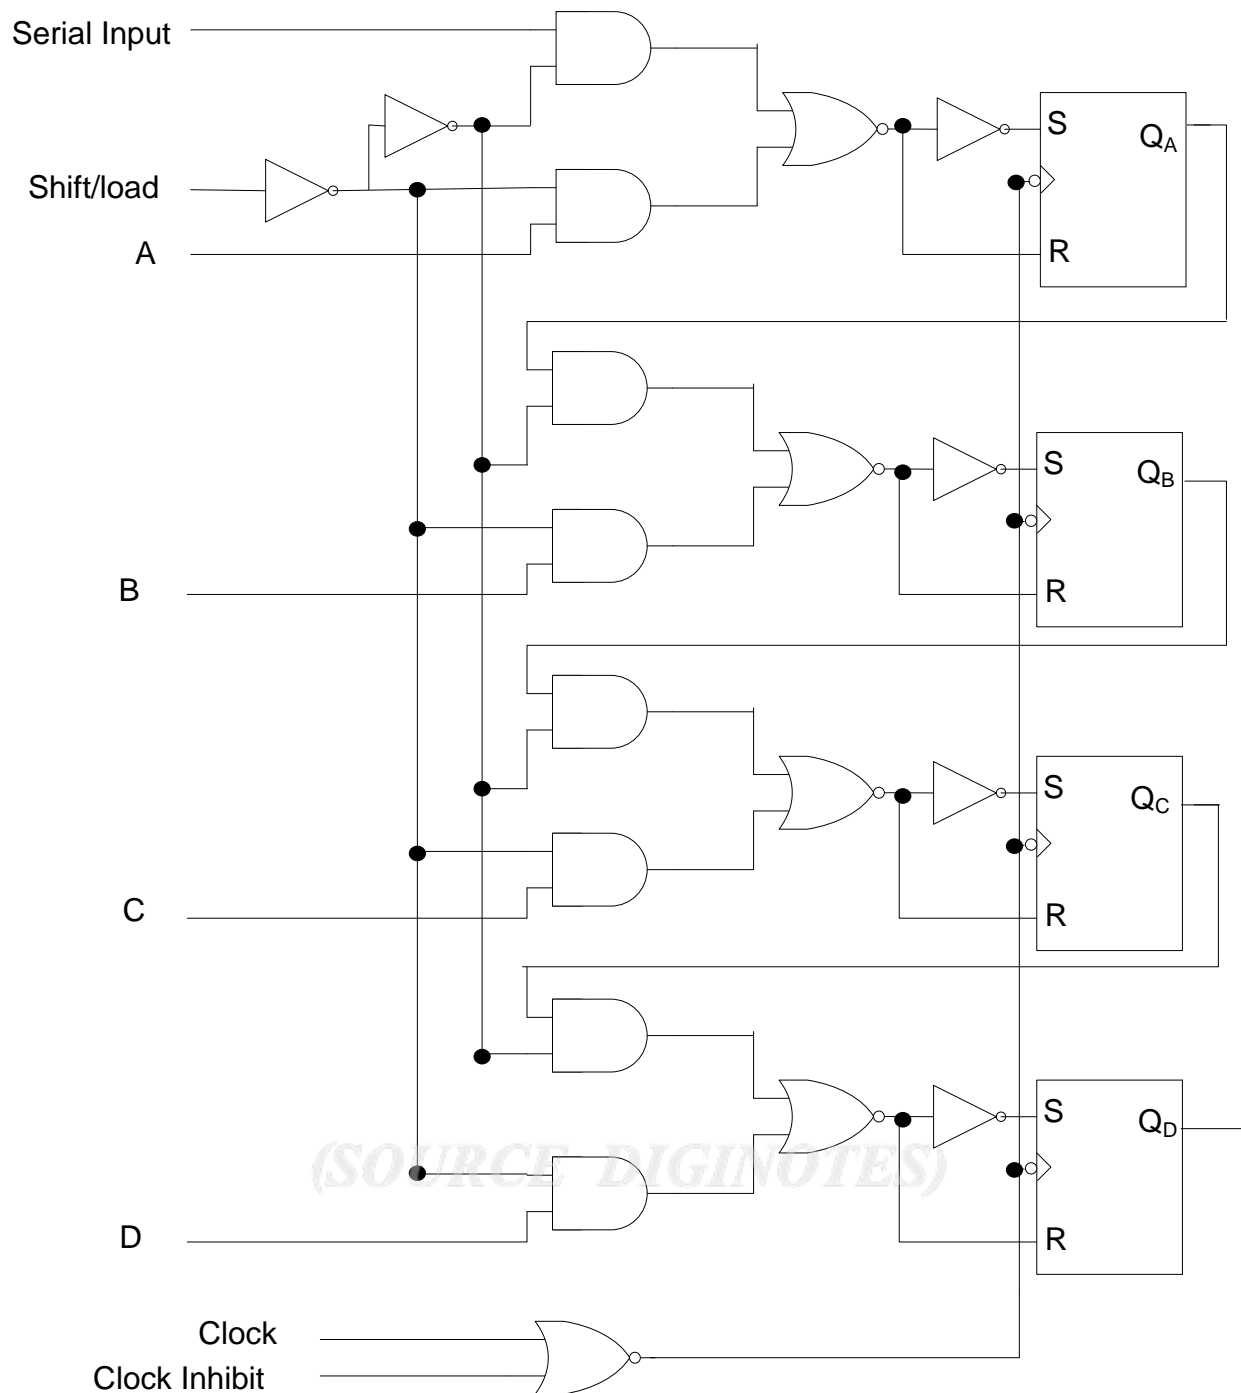 Serial Input
Shift/load
A
S
QA
R
B
S
QB
R
C
S
QC
R
D
S
QD
R
(SOURCE DIGINOTES)
Clock
Clock Inhibit